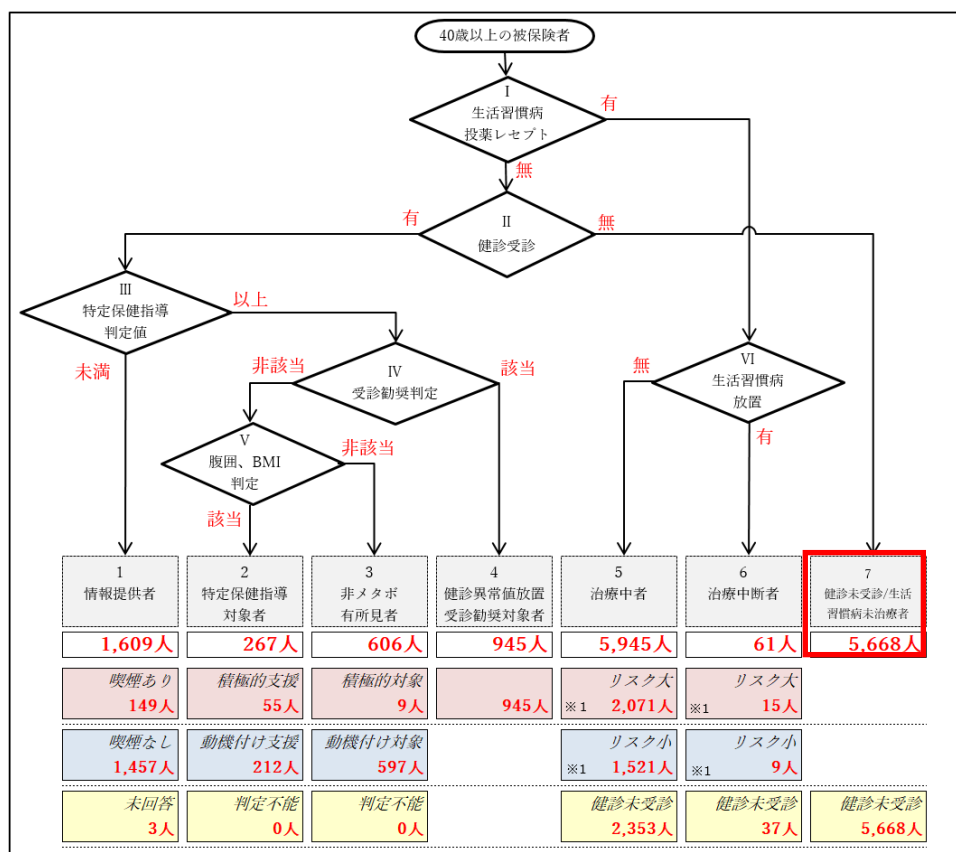 40歳以上の被保険者
Ⅰ
生活習慣病
投薬レセプト
有
無
Ⅱ
健診受診
有
無
Ⅲ
特定保健指導
判定値
以上
未満
Ⅳ
受診勧奨判定
非該当
該当
Ⅵ
生活習慣病
放置
無
有
Ⅴ
腹囲、BMI
判定
非該当
該当
1
情報提供者
1,609人
2
特定保健指導
対象者
267人
3
非メタボ
有所見者
606人
4
健診異常値放置
受診勧奨対象者
945人
5
治療中者
5,945人
6
治療中断者
61人
7
健診未受診/生活
習慣病未治療者
5,668人
喫煙あり
149人
積極的支援
55人
積極的対象
9人
945人
リスク大
※1 2,071人
リスク大
※1 15人
喫煙なし
1,457人
動機付け支援
212人
動機付け対象
597人
リスク小
※1 1,521人
リスク小
※1 9人
未回答
3人
判定不能
0人
判定不能
0人
健診未受診
2,353人
健診未受診
37人
健診未受診
5,668人